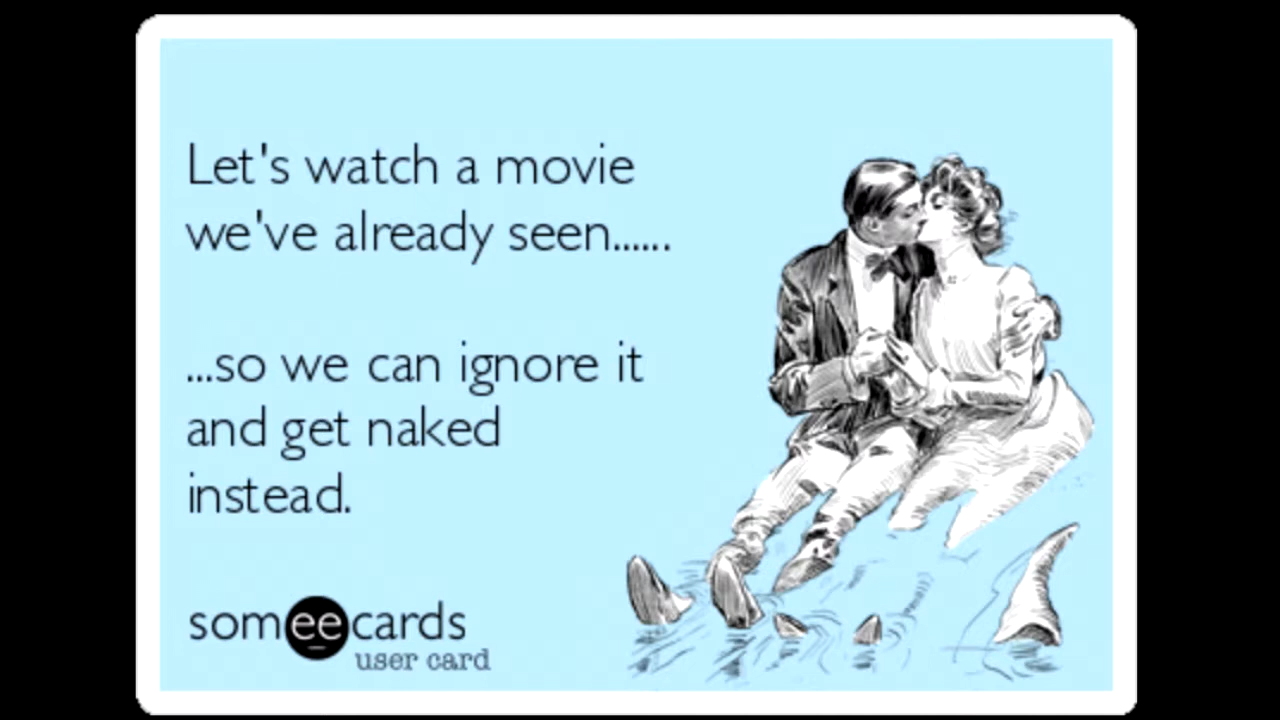 Let's watch a movie
we've already seen......
...so we can ignore it
and get naked
instead.
someecards
user card